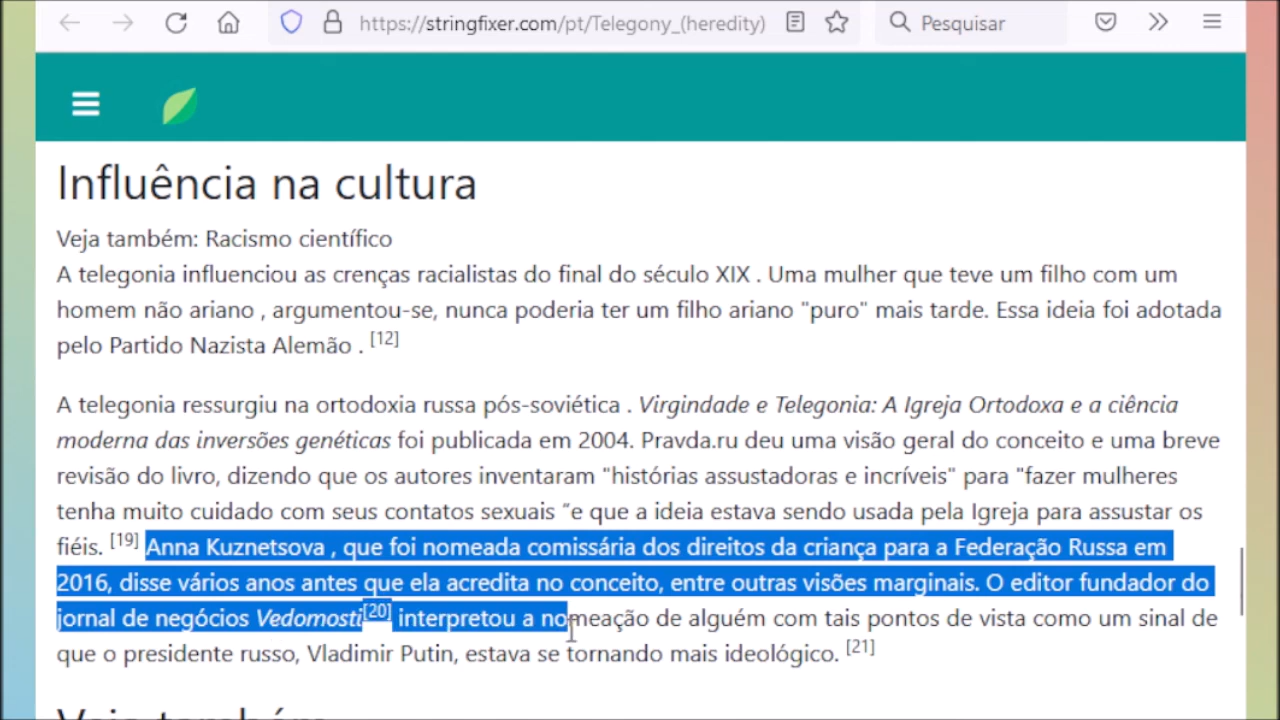 https://stringfixer.com/pt/Telegony_(heredity)
Pesquisar
Influência na cultura
Veja também: Racismo científico
A telegonia influenciou as crenças racialistas do final do século XIX . Uma mulher que teve um filho com um
homem não ariano , argumentou-se, nunca poderia ter um filho ariano "puro" mais tarde. Essa ideia foi adotada
pelo Partido Nazista Alemão . [12]
A telegonia ressurgiu na ortodoxia russa pós-soviética . Virgindade e Telegonia: A Igreja Ortodoxa e a ciência
moderna das inversões genéticas foi publicada em 2004. Pravda.ru deu uma visão geral do conceito e uma breve
revisão do livro, dizendo que os autores inventaram "histórias assustadoras e incríveis" para "fazer mulheres
tenha muito cuidado com seus contatos sexuais "e que a ideia estava sendo usada pela Igreja para assustar os
fiéis. [19] Anna Kuznetsova , que foi nomeada comissária dos direitos da criança para a Federação Russa em
2016, disse vários anos antes que ela acredita no conceito, entre outras visões marginais. O editor fundador do
jornal de negócios Vedomosti[20] interpretou a nomeação de alguém com tais pontos de vista como um sinal de
que o presidente russo, Vladimir Putin, estava se tornando mais ideológico. [21]
Veja também